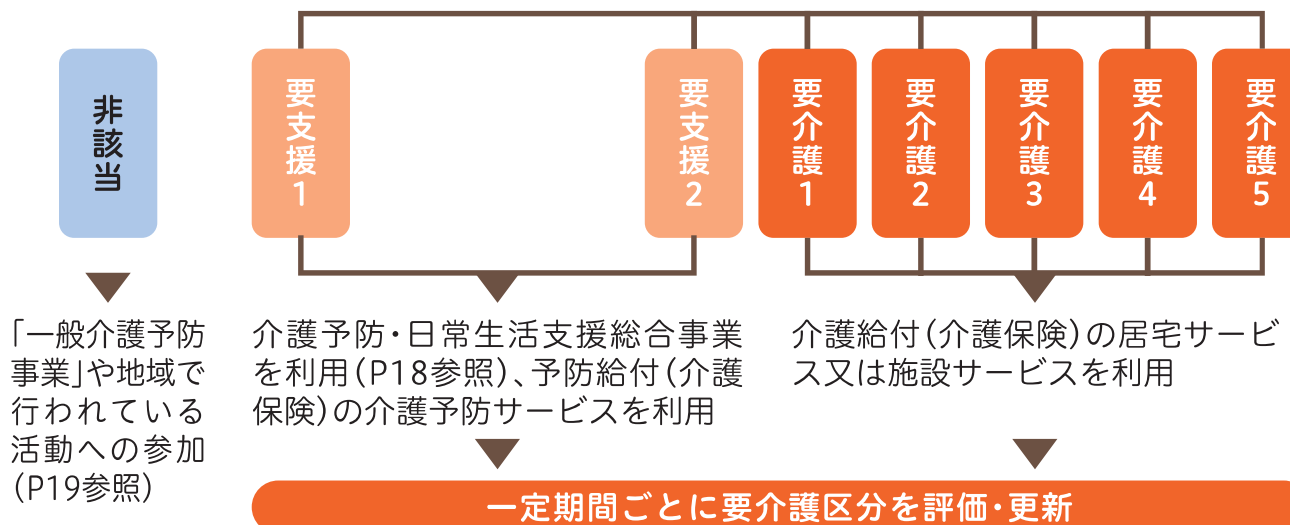 非該当
要支援1
要支援2
要介護1
要介護2
要介護3
要介護4
要介護5
「一般介護予防
事業」や地域で
行われている
活動への参加
(P19参照)
介護予防・日常生活支援総合事業
を利用(P18参照)、予防給付(介護
保険)の介護予防サービスを利用
介護給付(介護保険)の居宅サービ
ス又は施設サービスを利用
一定期間ごとに要介護区分を評価・更新